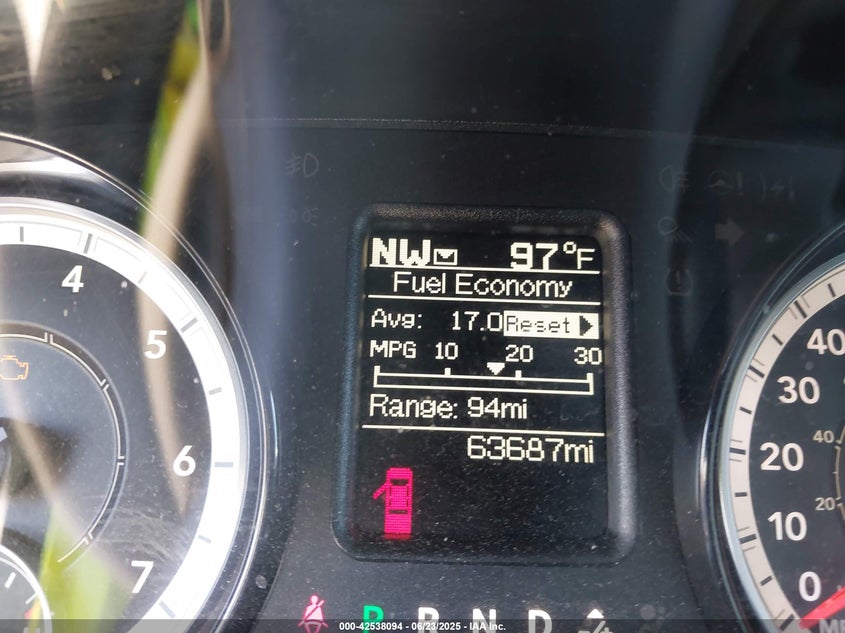 NW 97°F
Fuel Economy
Avg: 17.0 Reset
MPG 10 20 30
Range: 94mi
63687mi
4
5
6
7
40
30
20
10
0
40
20
P R N D
000-42538094 - 06/23/2025 - IAA Inc.